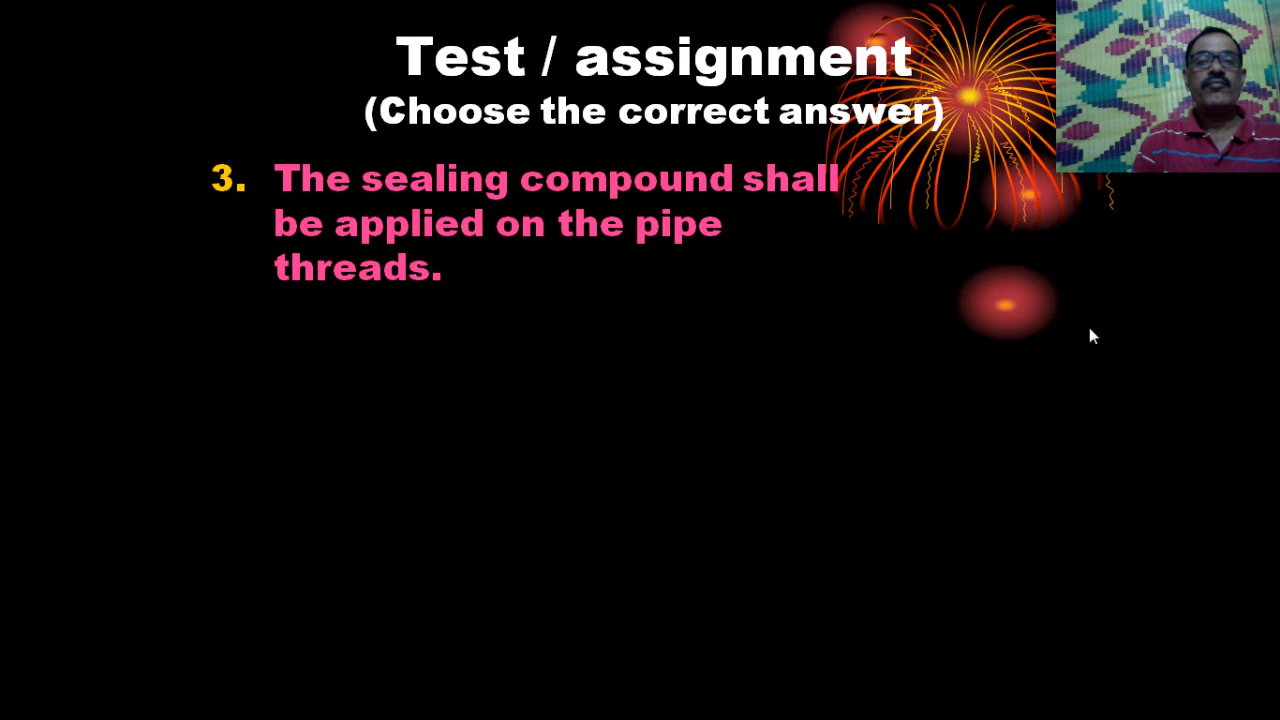 Test / assignment
(Choose the correct answer)
3. The sealing compound shall
be applied on the pipe
threads.